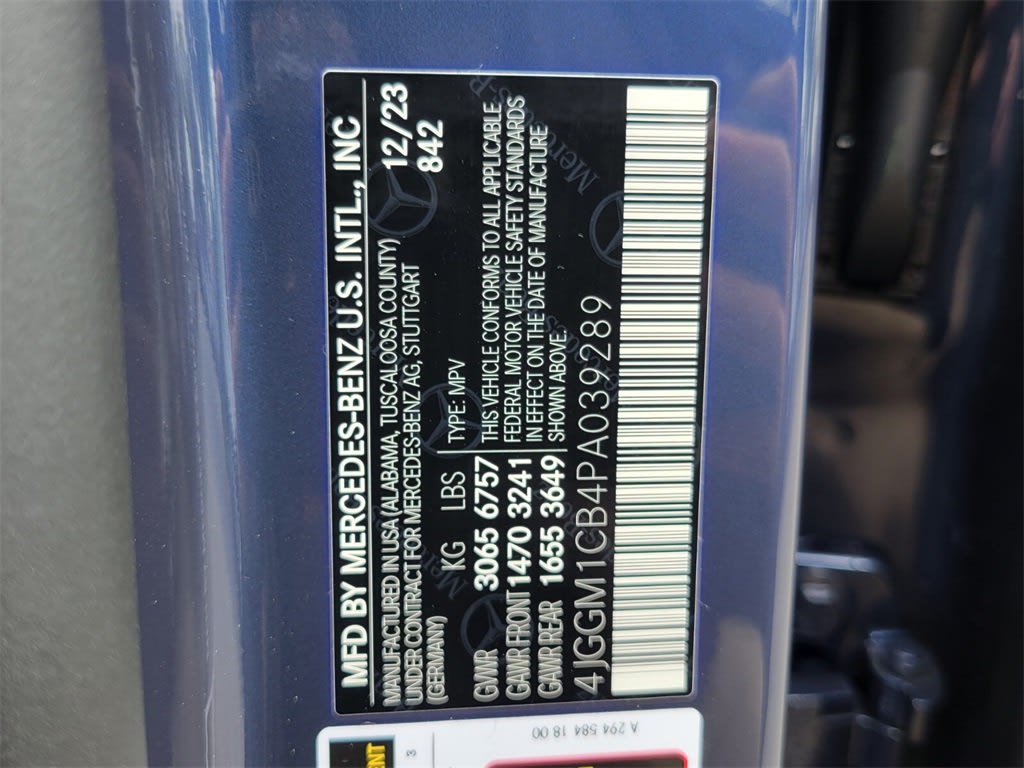 MFD BY MERCEDES-BENZ U.S. INTL., INC
MANUFACTURED IN USA (ALABAMA, TUSCALOOSA COUNTY) 12/23
UNDER CONTRACT FOR MERCEDES-BENZ AG, STUTTGART
(GERMANY) 842
KG LBS TYPE: MPV
GVWR 3065 6757 THIS VEHICLE CONFORMS TO ALL APPLICABLE
GAWR FRONT 1470 3241 FEDERAL MOTOR VEHICLE SAFETY STANDARDS
GAWR REAR 1655 3649 IN EFFECT ON THE DATE OF MANUFACTURE
SHOWN ABOVE.
4JGGM1CB4PA039289
A 294 584 18 00
3